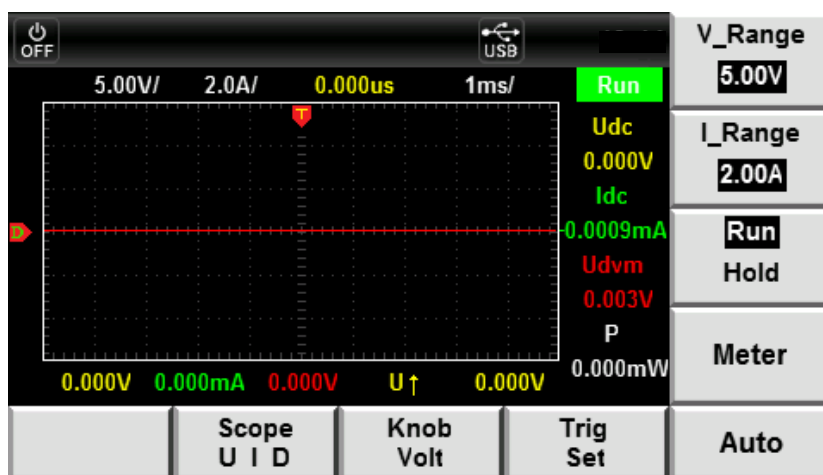 OFF
USB
V_Range
5.00V
5.00V/ 2.0A/ 0.000us 1ms/ Run
T
Udc
0.000V
I_Range
2.00A
Idc
D
-0.0009mA
Run
Hold
Udvm
0.003V
P
0.000mW
Meter
0.000V 0.000mA 0.000V U↑ 0.000V
Scope
U I D
Knob
Volt
Trig
Set
Auto